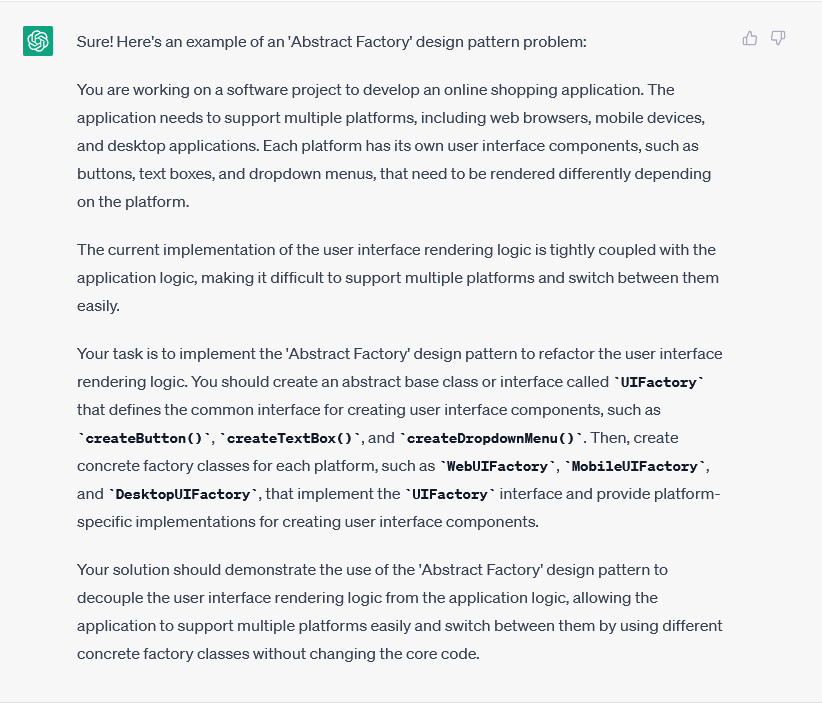 Sure! Here's an example of an 'Abstract Factory' design pattern problem:
You are working on a software project to develop an online shopping application. The
application needs to support multiple platforms, including web browsers, mobile devices,
and desktop applications. Each platform has its own user interface components, such as
buttons, text boxes, and dropdown menus, that need to be rendered differently depending
on the platform.
The current implementation of the user interface rendering logic is tightly coupled with the
application logic, making it difficult to support multiple platforms and switch between them
easily.
Your task is to implement the 'Abstract Factory' design pattern to refactor the user interface
rendering logic. You should create an abstract base class or interface called `UIFactory`
that defines the common interface for creating user interface components, such as
`createButton()`, `createTextBox()`, and `createDropdownMenu()`. Then, create
concrete factory classes for each platform, such as `WebUIFactory`, `MobileUIFactory`,
and `DesktopUIFactory`, that implement the `UIFactory` interface and provide platform-
specific implementations for creating user interface components.
Your solution should demonstrate the use of the 'Abstract Factory' design pattern to
decouple the user interface rendering logic from the application logic, allowing the
application to support multiple platforms easily and switch between them by using different
concrete factory classes without changing the core code.